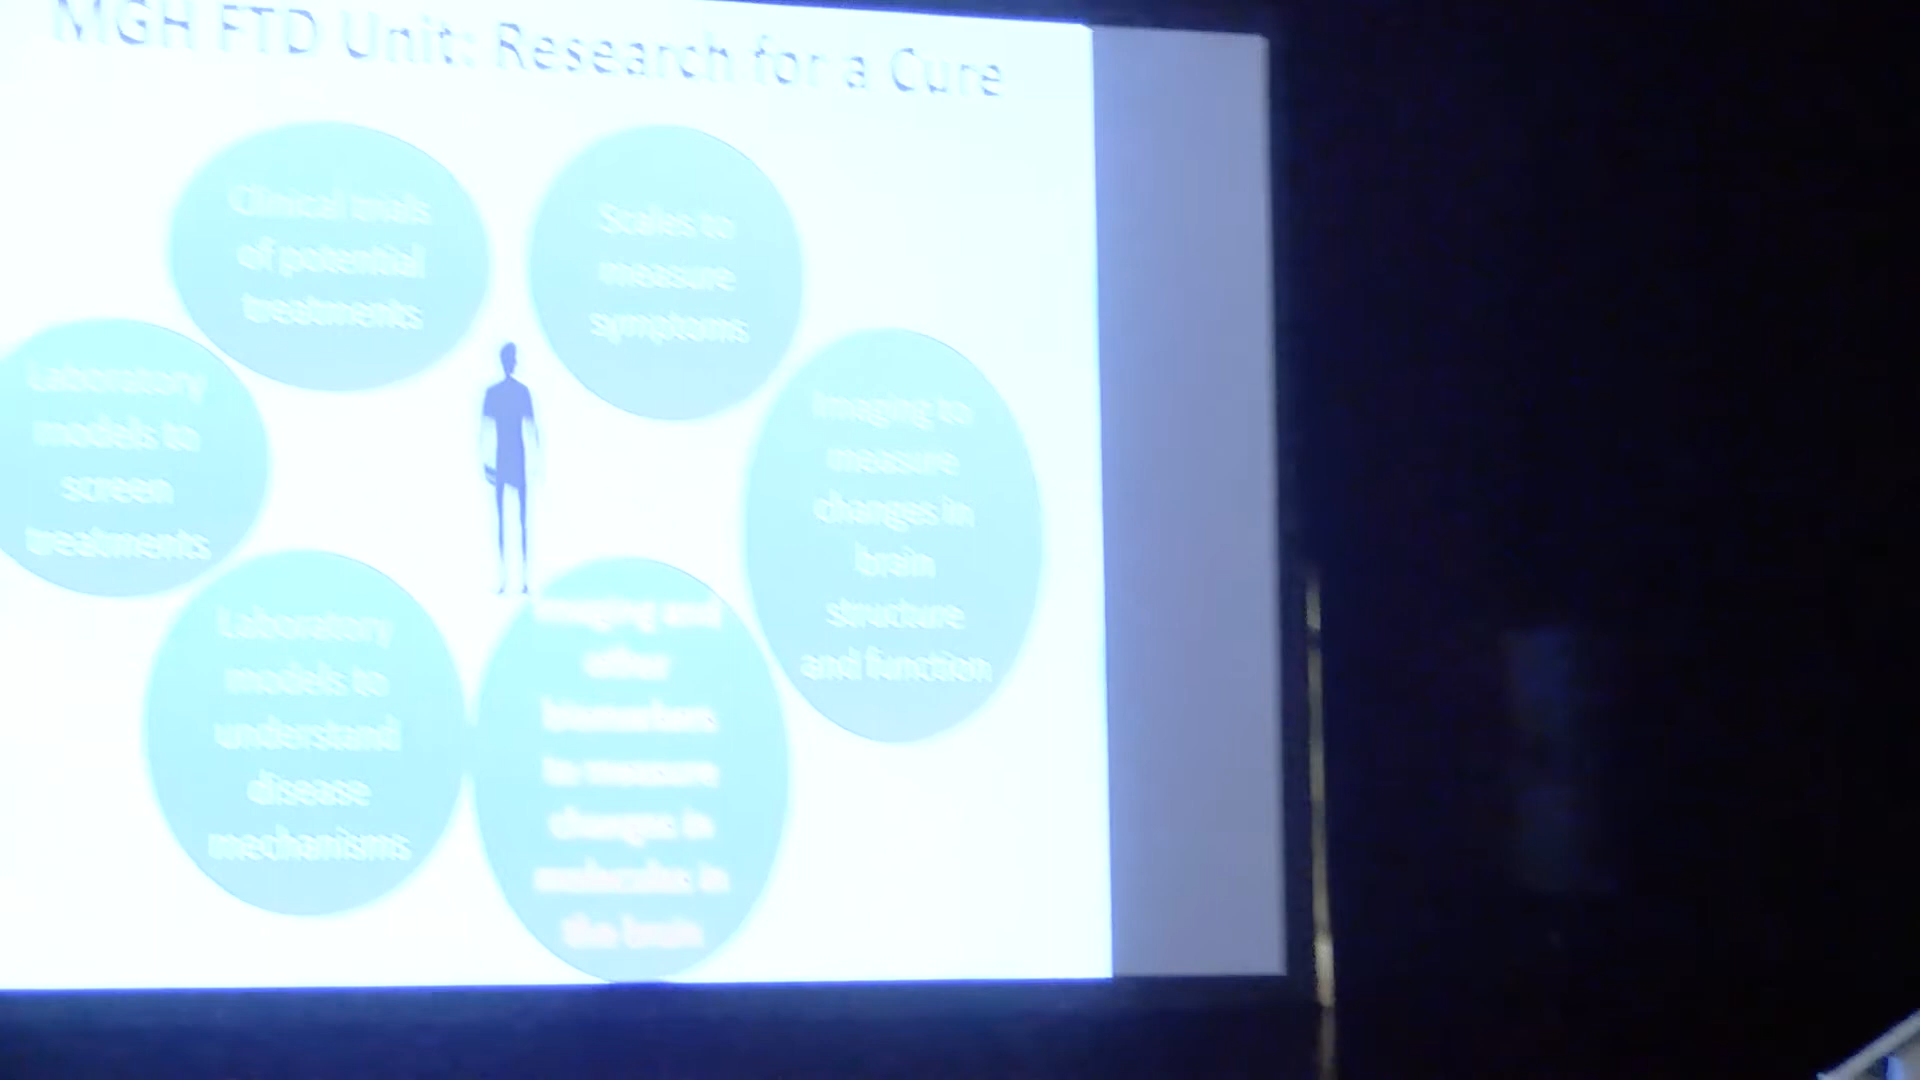 MGH FTD Unit: Research for a Cure
Clinical trials
of potential
treatments
Scales to
measure
symptoms
Laboratory
models to
screen
treatments
Imaging to
measure
changes in
brain
structure
and function
Laboratory
models to
understand
disease
mechanisms
Imaging and
other
biomarkers
to measure
changes in
molecules in
the brain